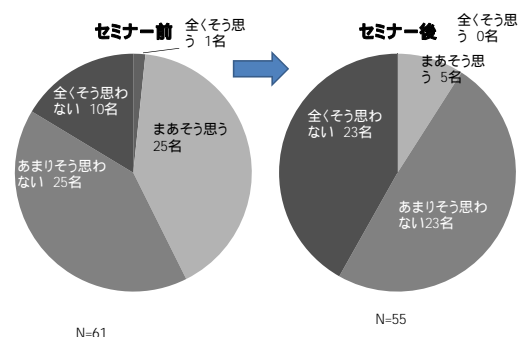 セミナー前
全くそう思
う 1名
全くそう思わ
ない 10名
まあそう思う
25名
あまりそう思わ
ない 25名
N=61
セミナー後
全くそう思
う 0名
まあそう思
う 5名
全くそう思わ
ない 23名
あまりそう思わ
ない23名
N=55